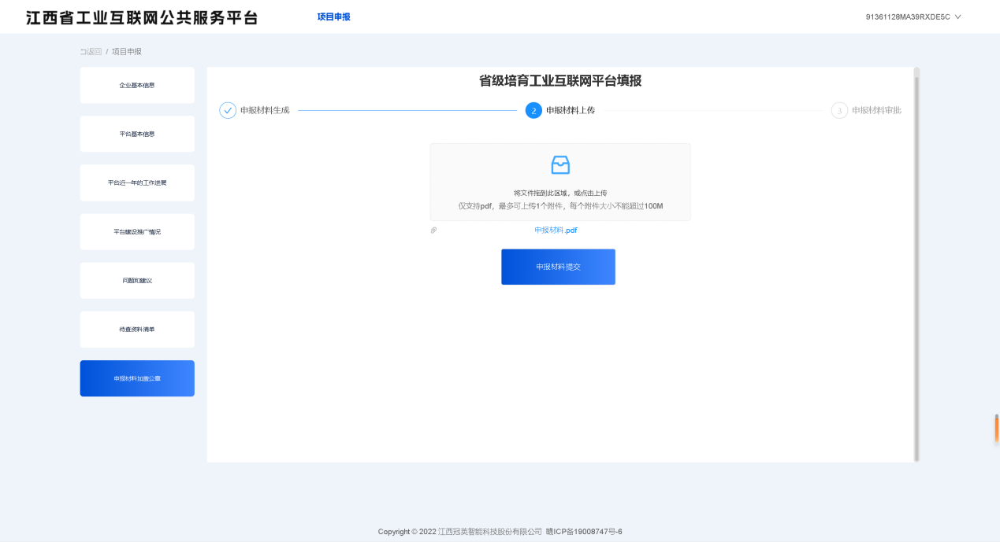 江西省工业互联网公共服务平台
项目申报
91361128MA39RXDE5C
返回 / 项目申报
企业基本信息
平台基本信息
平台近一年的工作进展
平台建设推广情况
问题和建议
待查资料清单
申报材料加盖公章
省级培育工业互联网平台填报
申报材料生成
2 申报材料上传
3 申报材料审批
将文件拖到此区域，或点击上传
仅支持pdf，最多可上传1个附件，每个附件大小不能超过100M
申报材料.pdf
申报材料提交
Copyright © 2022 江西冠英智能科技股份有限公司 赣ICP备19008747号-6